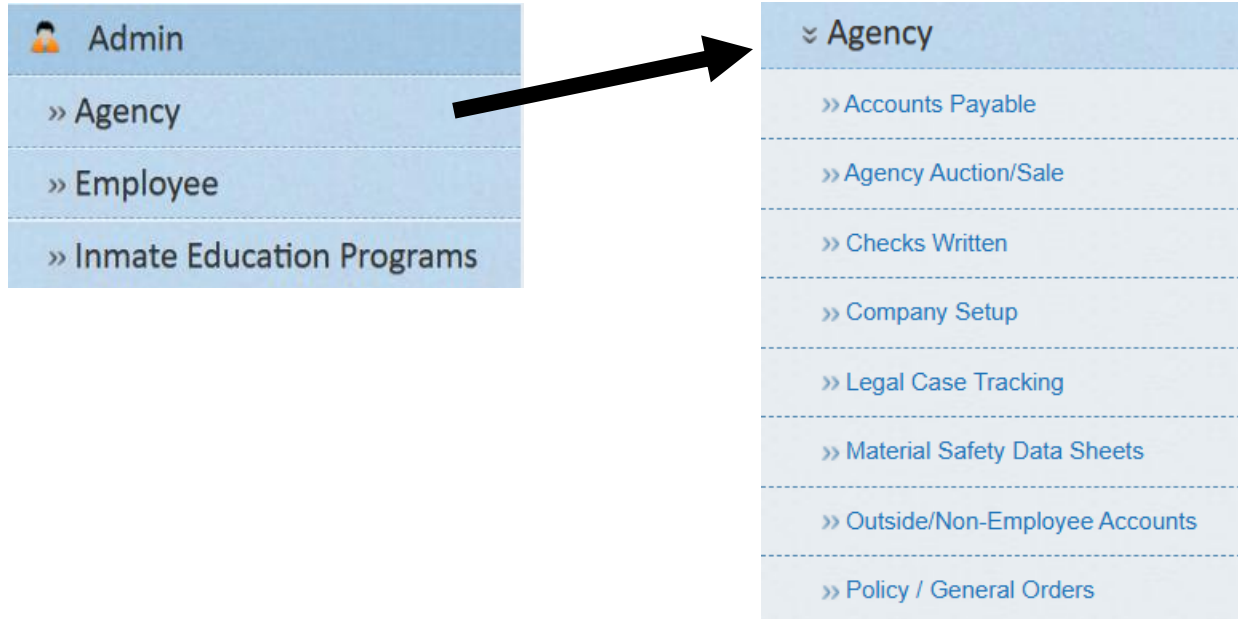 Admin
» Agency
» Employee
» Inmate Education Programs
Agency
» Accounts Payable
» Agency Auction/Sale
» Checks Written
» Company Setup
» Legal Case Tracking
» Material Safety Data Sheets
» Outside/Non-Employee Accounts
» Policy / General Orders